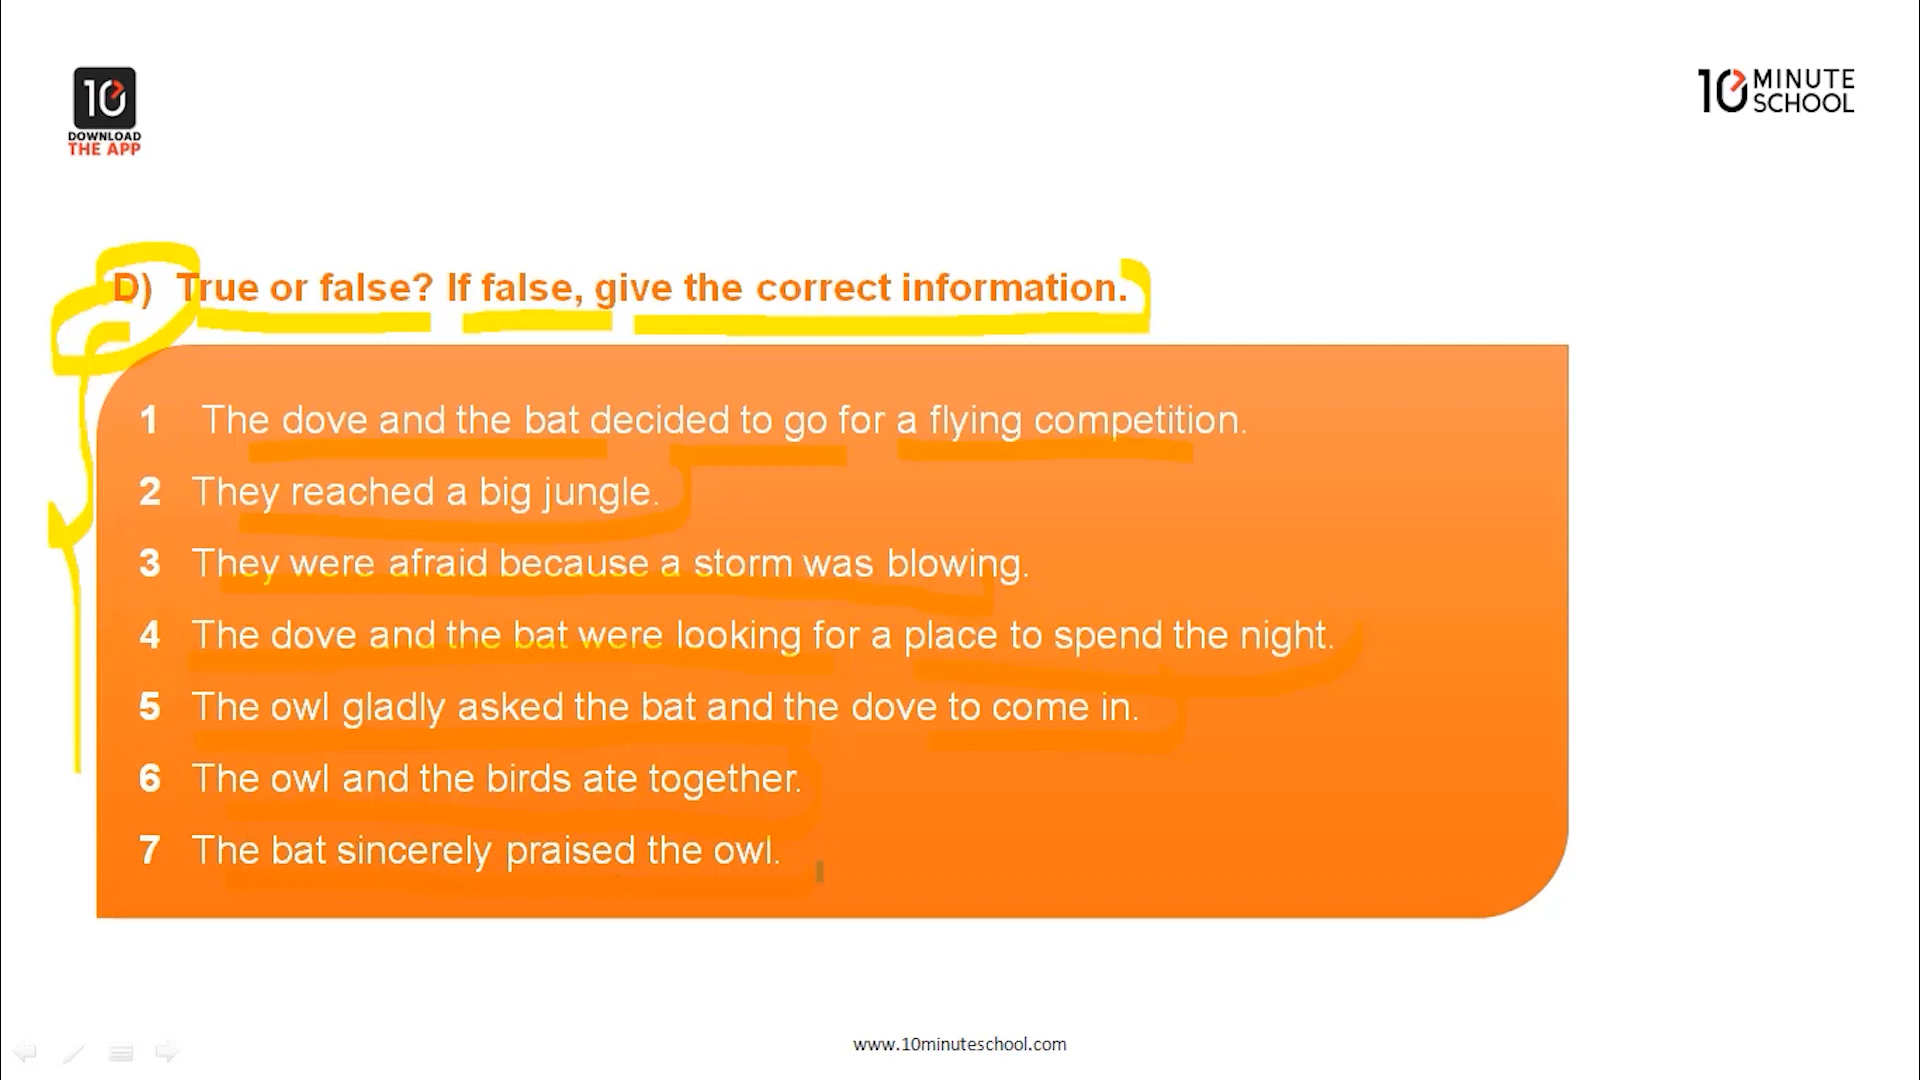 10
DOWNLOAD
THE APP
10 MINUTE
SCHOOL
D) True or false? If false, give the correct information.
1 The dove and the bat decided to go for a flying competition.
2 They reached a big jungle.
3 They were afraid because a storm was blowing.
4 The dove and the bat were looking for a place to spend the night.
5 The owl gladly asked the bat and the dove to come in.
6 The owl and the birds ate together.
7 The bat sincerely praised the owl.
www.10minuteschool.com